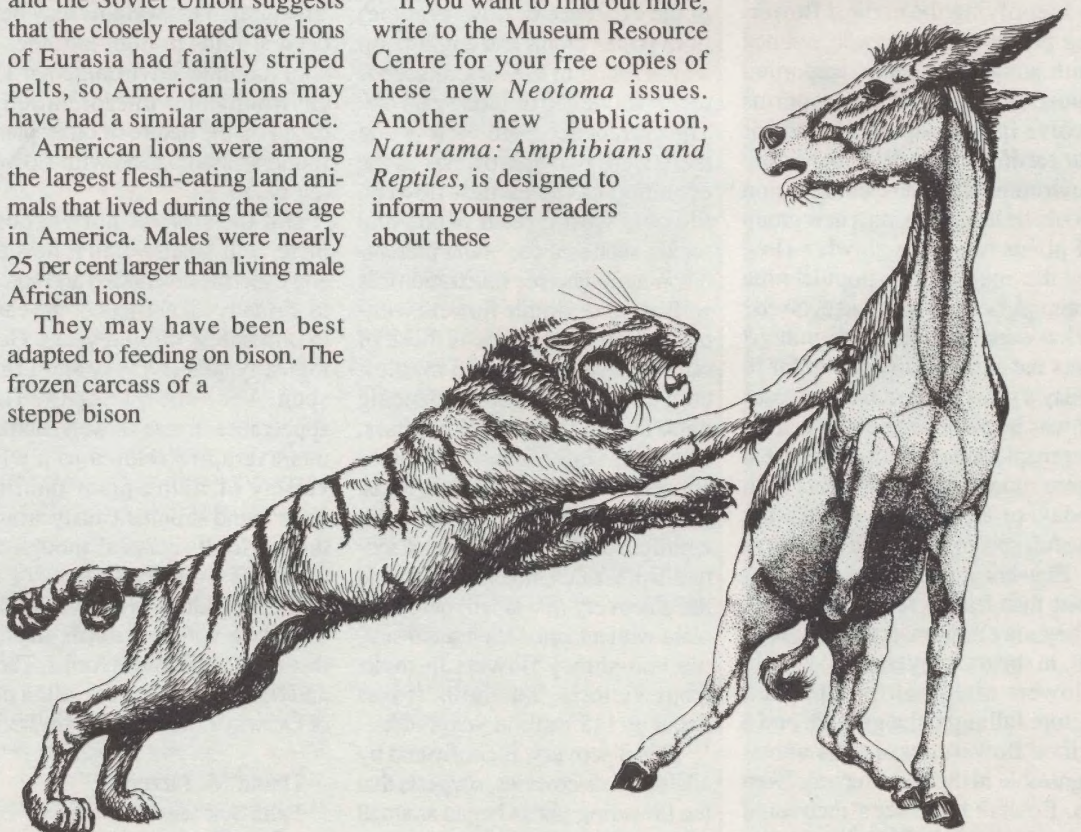 and the Soviet Union suggests
that the closely related cave lions
of Eurasia had faintly striped
pelts, so American lions may
have had a similar appearance.
American lions were among
the largest flesh-eating land ani-
mals that lived during the ice age
in America. Males were nearly
25 per cent larger than living male
African lions.
They may have been best
adapted to feeding on bison. The
frozen carcass of a
steppe bison
If you want to find out more,
write to the Museum Resource
Centre for your free copies of
these new Neotoma issues.
Another new publication,
Naturama: Amphibians and
Reptiles, is designed to
inform younger readers
about these